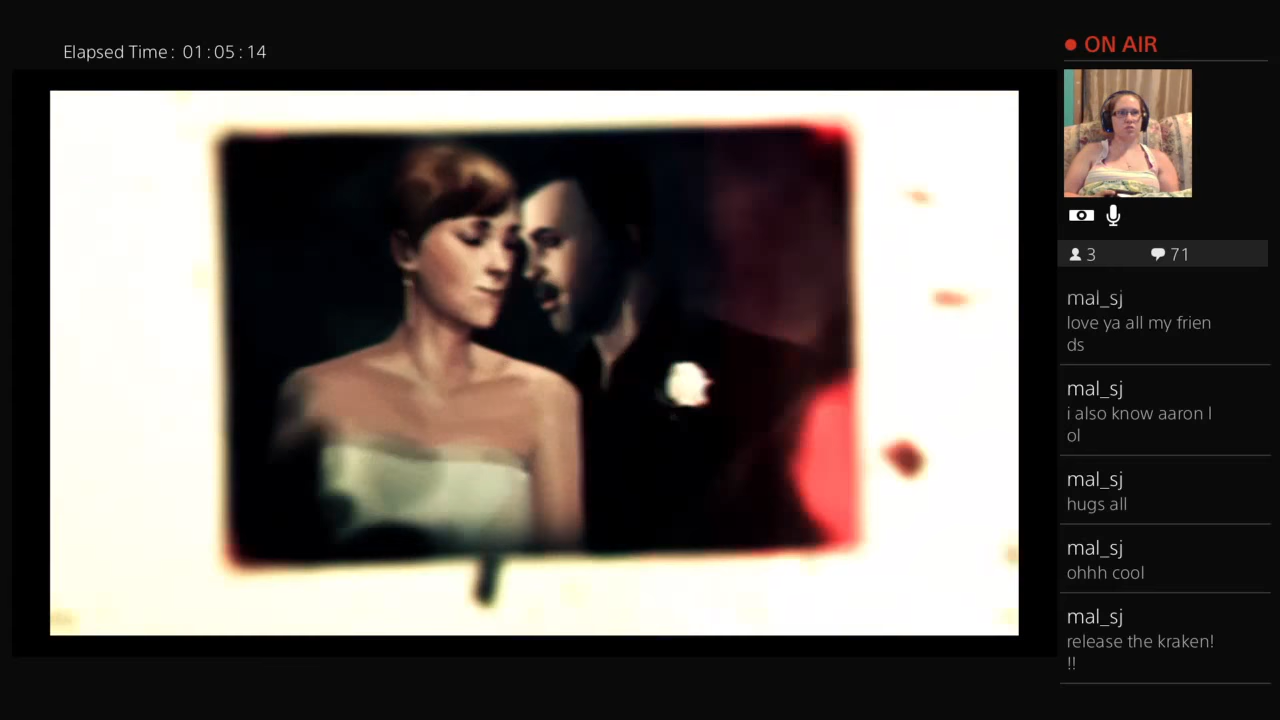 Elapsed Time: 01:05:14
ON AIR
3 71
mal_sj
love ya all my frien
ds
mal_sj
i also know aaron l
ol
mal_sj
hugs all
mal_sj
ohhh cool
mal_sj
release the kraken!
!!